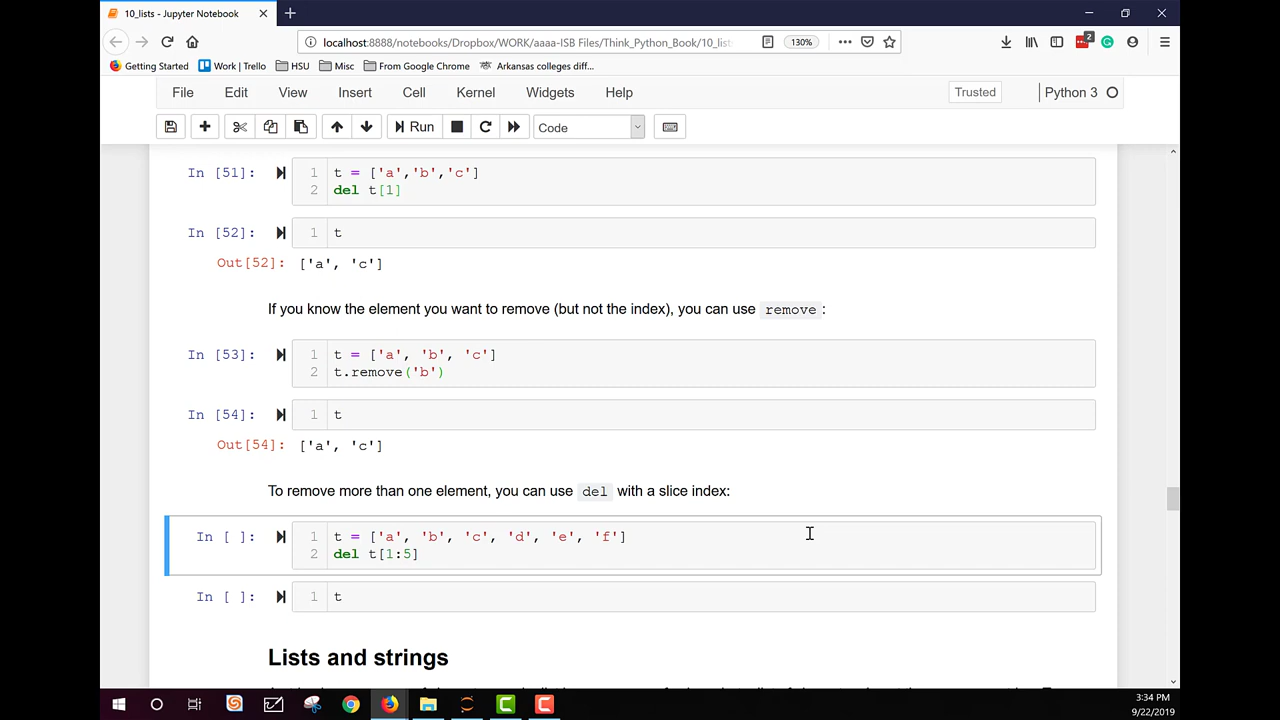 10_lists - Jupyter Notebook
localhost:8888/notebooks/Dropbox/WORK/aaaa-ISB Files/Think_Python_Book/10_list
130%
2
Getting Started Work | Trello HSU Misc From Google Chrome Arkansas colleges diff...
File Edit View Insert Cell Kernel Widgets Help Trusted Python 3
Run Code
In [51]: 1 t = ['a','b','c']
2 del t[1]
In [52]: 1 t
Out[52]: ['a', 'c']
If you know the element you want to remove (but not the index), you can use remove :
In [53]: 1 t = ['a', 'b', 'c']
2 t.remove('b')
In [54]: 1 t
Out[54]: ['a', 'c']
To remove more than one element, you can use del with a slice index:
In [ ]: 1 t = ['a', 'b', 'c', 'd', 'e', 'f']
2 del t[1:5]
In [ ]: 1 t
Lists and strings
3:34 PM
9/22/2019